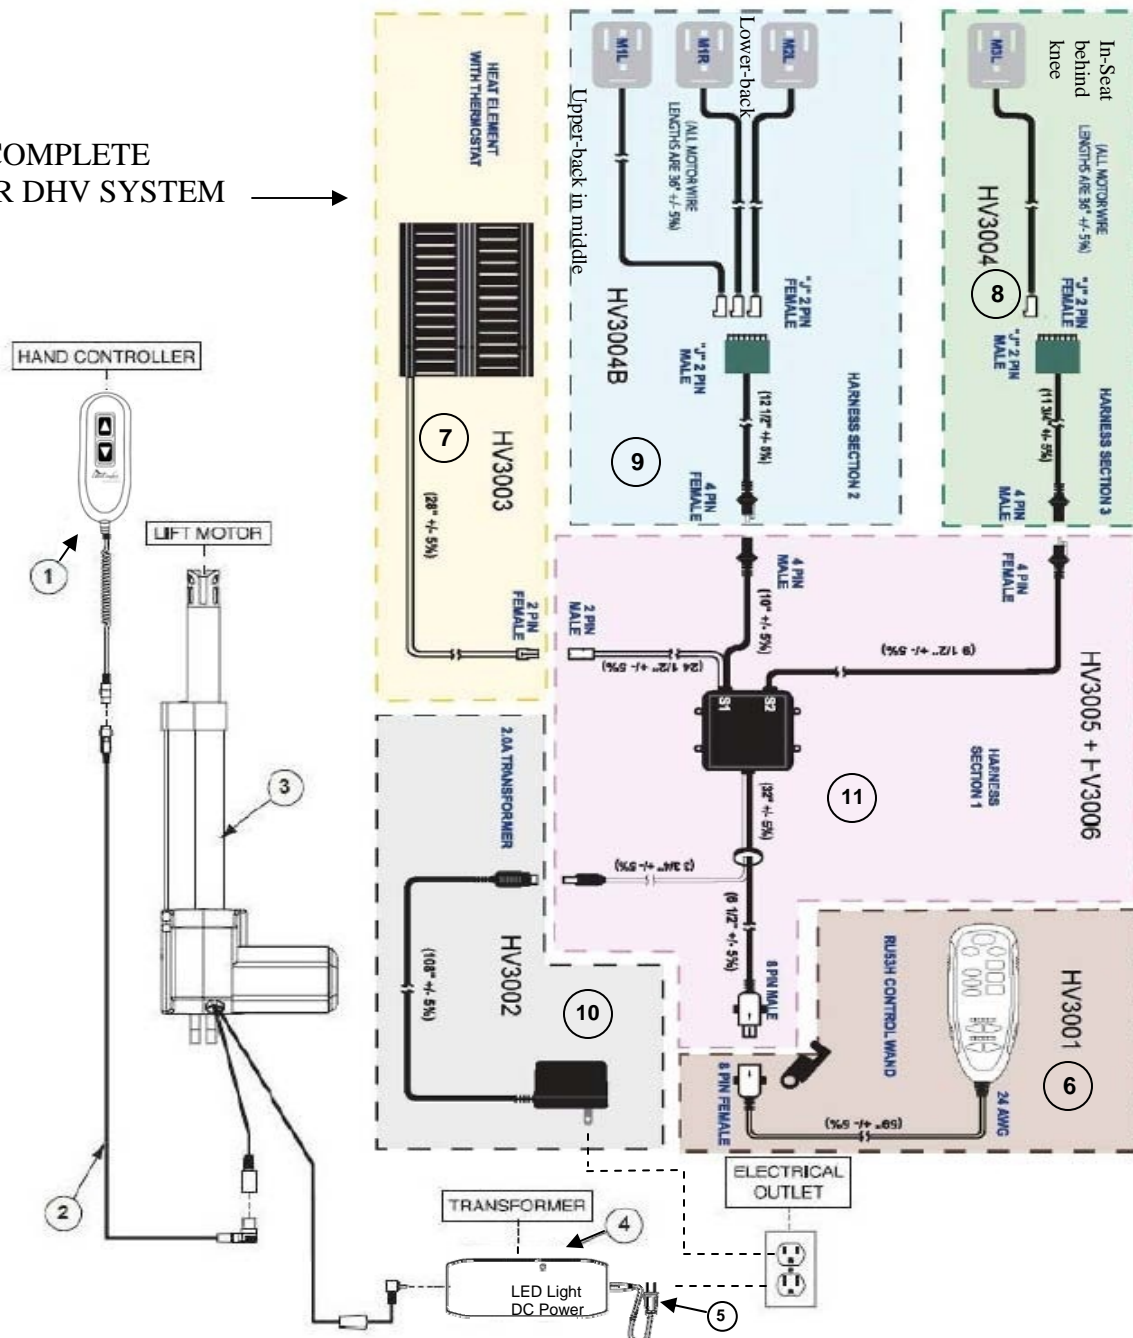 COMPLETE
R DHV SYSTEM
HAND CONTROLLER
1
LIFT MOTOR
3
2
TRANSFORMER
4
LED Light
DC Power
5
ELECTRICAL
OUTLET
HEAT ELEMENT
WITH THERMOSTAT
HV3003
7
(28" +/- 5%)
2 PIN
FEMALE
M1L
M1R
M2L
Upper-back in middle
Lower-back
(ALL MOTOR WIRE
LENGTHS ARE 36" +/- 5%)
"J" 2 PIN
FEMALE
HV3004B
"J" 2 PIN
MALE
HARNESS SECTION 2
(12 1/2" +/- 5%)
9
4 PIN
FEMALE
M3L
In-Seat
behind
knee
(ALL MOTOR WIRE
LENGTHS ARE 36" +/- 5%)
HV3004
8
"J" 2 PIN
FEMALE
"J" 2 PIN
MALE
HARNESS SECTION 3
(11 3/4" +/- 5%)
4 PIN
MALE
4 PIN
MALE
4 PIN
FEMALE
(10" +/- 5%)
(9 1/2" +/- 5%)
2 PIN
MALE
(24 1/2" +/- 5%)
S1
S2
HV3005 + HV3006
HARNESS
SECTION 1
11
(32" +/- 5%)
(3 3/4" +/- 5%)
(6 1/2" +/- 5%)
8 PIN MALE
2.0A TRANSFORMER
HV3002
10
(108" +/- 5%)
RU53H CONTROL WAND
HV3001
6
8 PIN FEMALE
(59" +/- 5%)
24 AWG